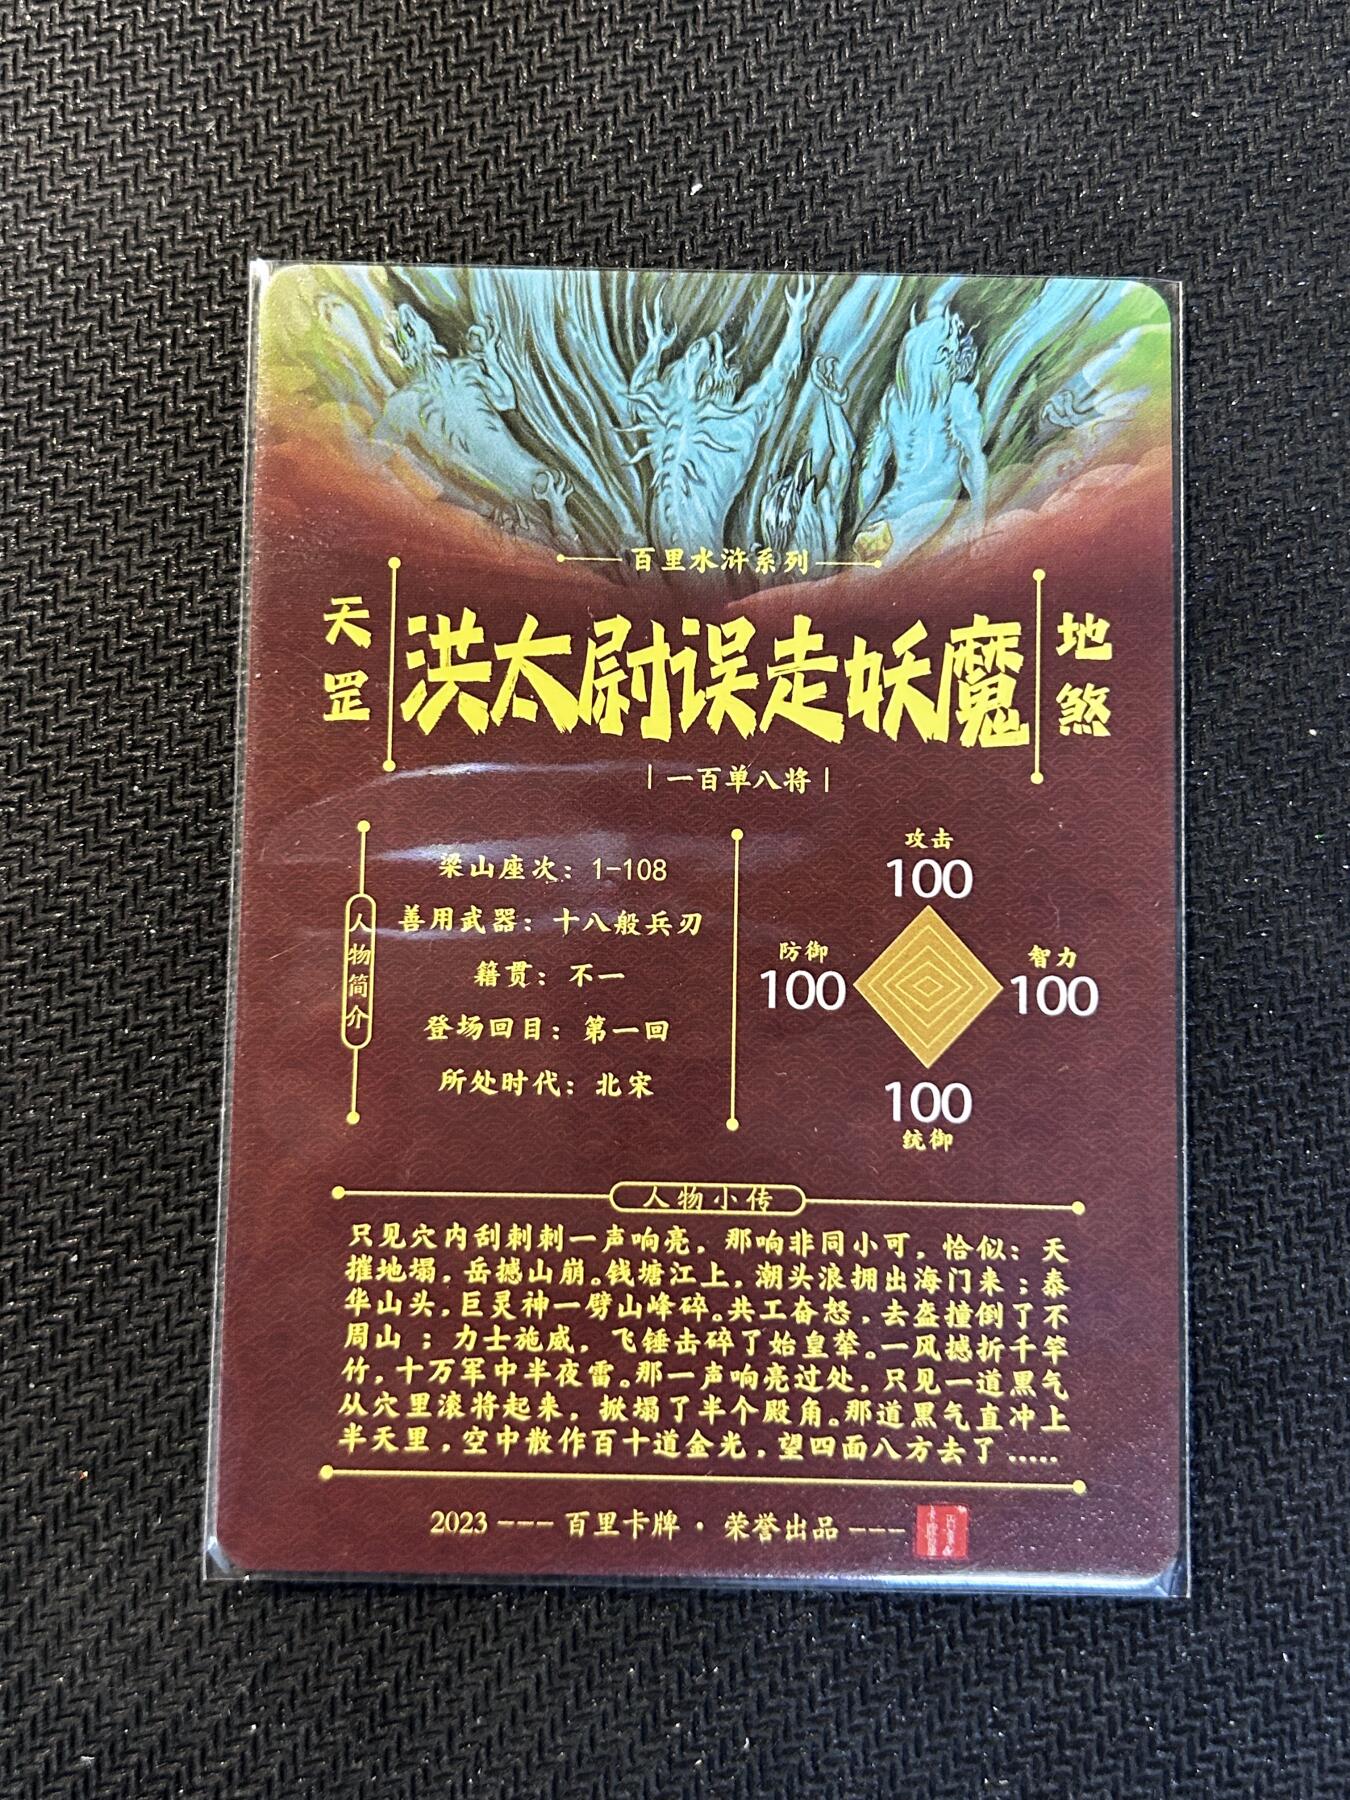 百里水浒系列
天罡
洪太尉误走妖魔
地煞
一百单八将
人物简介
梁山座次：1-108
善用武器：十八般兵刃
籍贯：不一
登场回目：第一回
所处时代：北宋
攻击
100
防御
100
智力
100
100
统御
人物小传
只见穴内刮刺刺一声响亮，那响非同小可，恰似：天
摧地塌，岳撼山崩。钱塘江上，潮头浪拥出海门来；泰
华山头，巨灵神一劈山峰碎。共工奋怒，去盔撞倒了不
周山；力士施威，飞锤击碎了始皇辇。一风撼折千竿
竹，十万军中半夜雷。那一声响亮过处，只见一道黑气
从穴里滚将起来，掀塌了半个殿角。那道黑气直冲上
半天里，空中散作百十道金光，望四面八方去了.....
2023 --- 百里卡牌·荣誉出品 ---